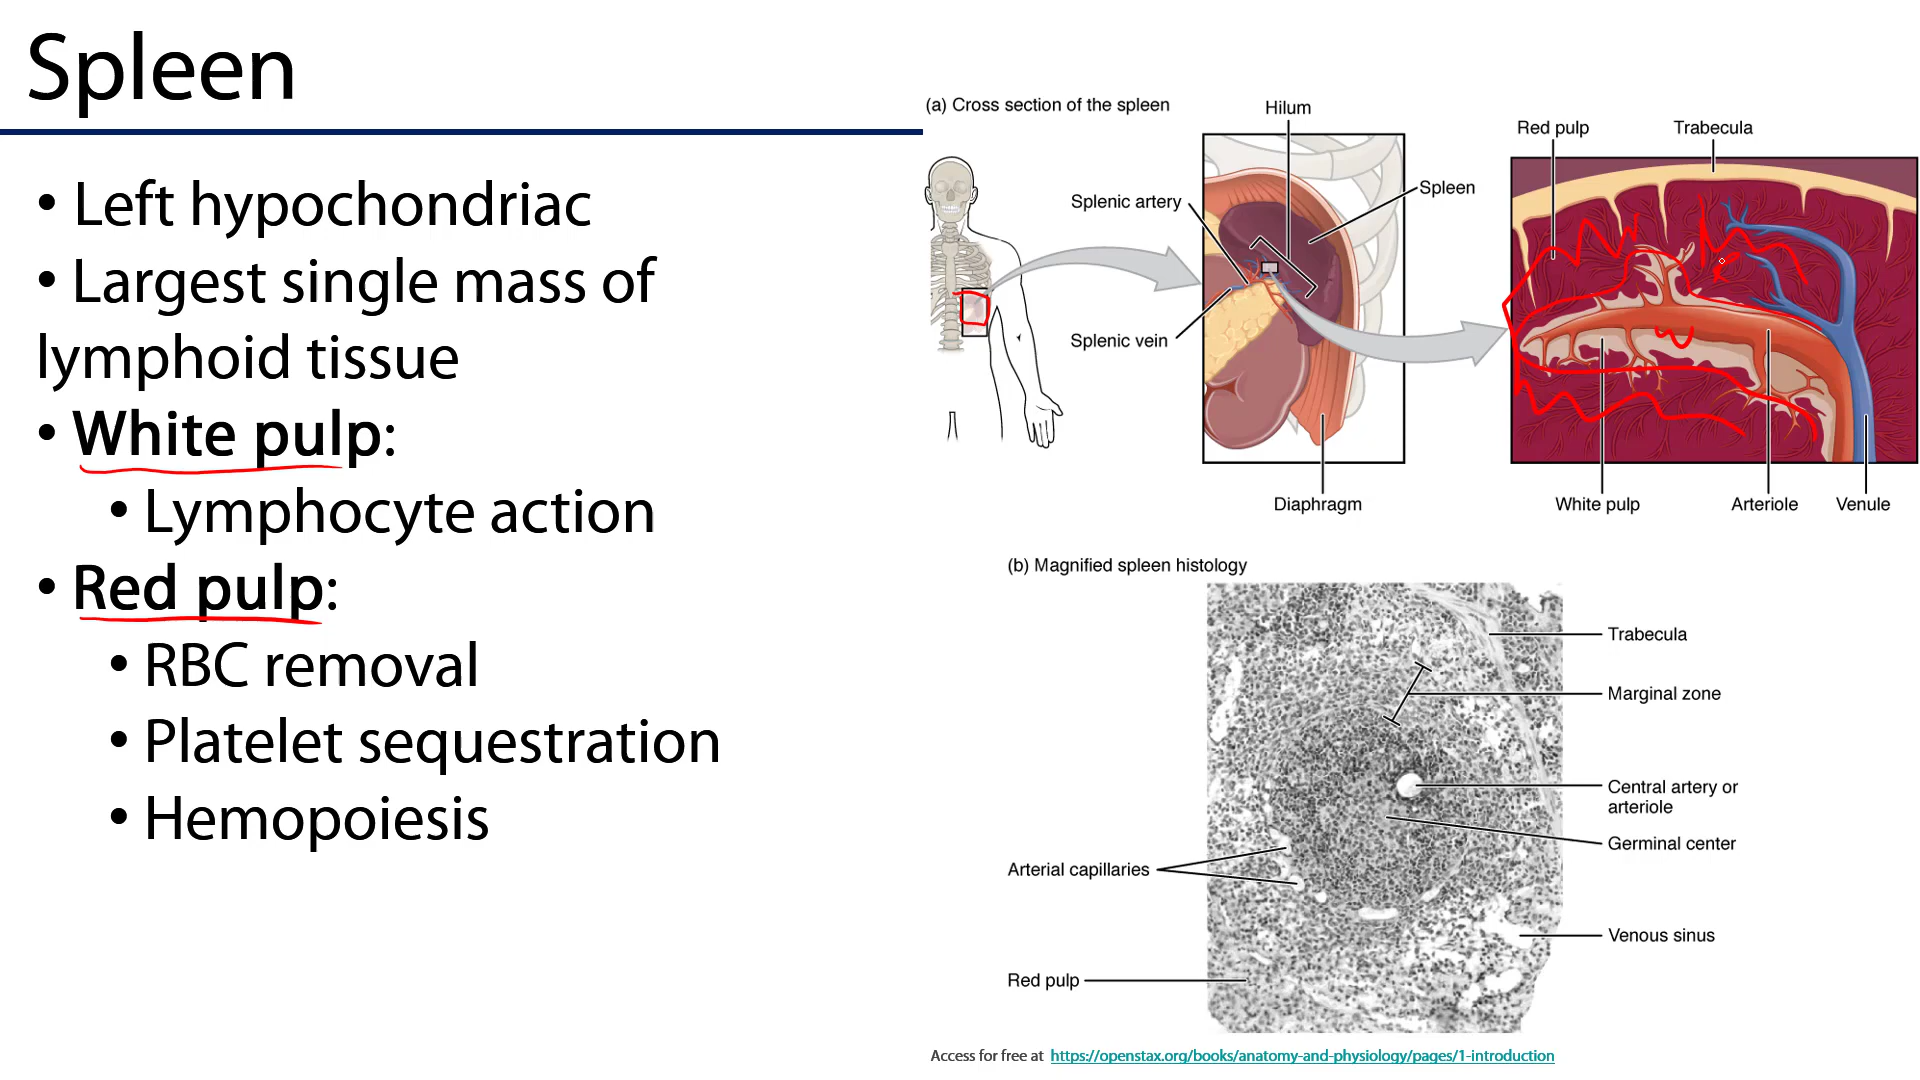 Spleen
• Left hypochondriac
• Largest single mass of
lymphoid tissue
• White pulp:
• Lymphocyte action
• Red pulp:
• RBC removal
• Platelet sequestration
• Hemopoiesis
(a) Cross section of the spleen
Hilum
Splenic artery
Spleen
Splenic vein
Diaphragm
Red pulp
Trabecula
White pulp
Arteriole
Venule
(b) Magnified spleen histology
Trabecula
Marginal zone
Central artery or
arteriole
Germinal center
Arterial capillaries
Venous sinus
Red pulp
Access for free at https://openstax.org/books/anatomy-and-physiology/pages/1-introduction